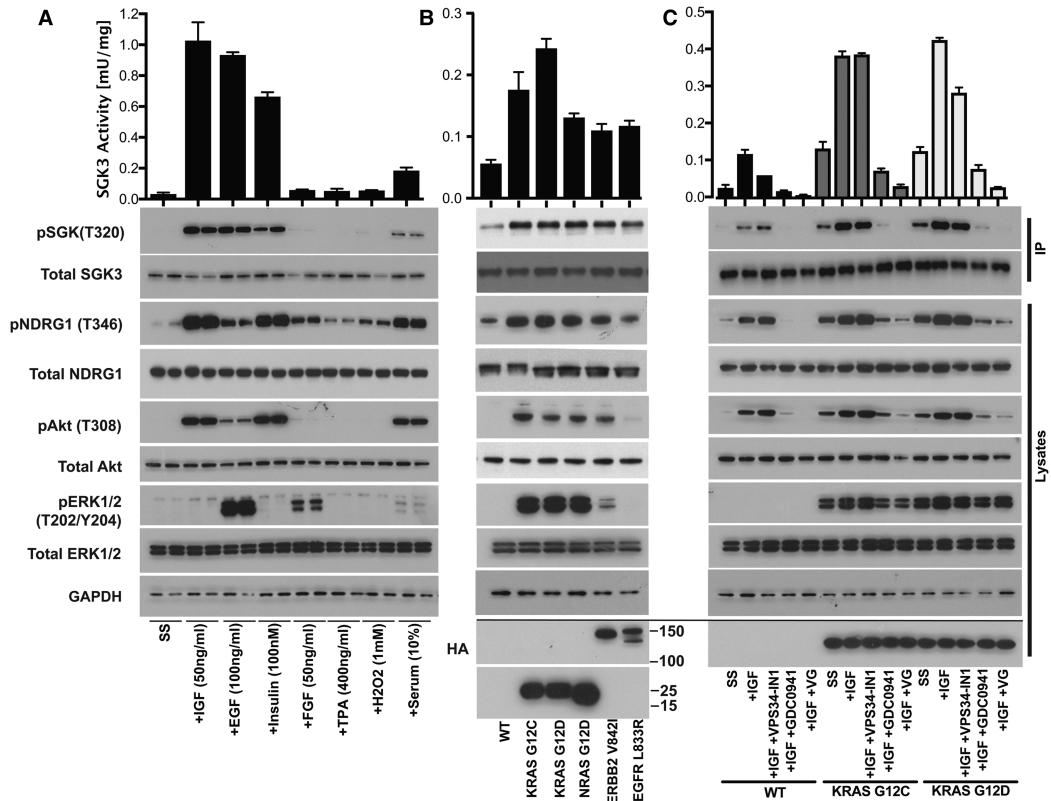 A
SGK3 Activity [mU/mg]
1.2
1.0
0.8
0.6
0.4
0.2
0.0
B
0.3
0.2
0.1
0.0
C
0.5
0.4
0.3
0.2
0.1
0.0
pSGK(T320)
Total SGK3
pNDRG1 (T346)
Total NDRG1
pAkt (T308)
Total Akt
pERK1/2
(T202/Y204)
Total ERK1/2
GAPDH
IP
Lysates
SS
+IGF (50ng/ml)
+EGF (100ng/ml)
+Insulin (100nM)
+FGF (50ng/ml)
+TPA (400ng/ml)
+H2O2 (1mM)
+Serum (10%)
HA
–150
–100
–25
–15
WT
KRAS G12C
KRAS G12D
NRAS G12D
ERBB2 V842I
EGFR L833R
SS
+IGF
+IGF +VPS34-IN1
+IGF +GDC0941
+IGF +VG
SS
+IGF
+IGF +VPS34-IN1
+IGF +GDC0941
+IGF +VG
SS
+IGF
+IGF +VPS34-IN1
+IGF +GDC0941
+IGF +VG
WT
KRAS G12C
KRAS G12D